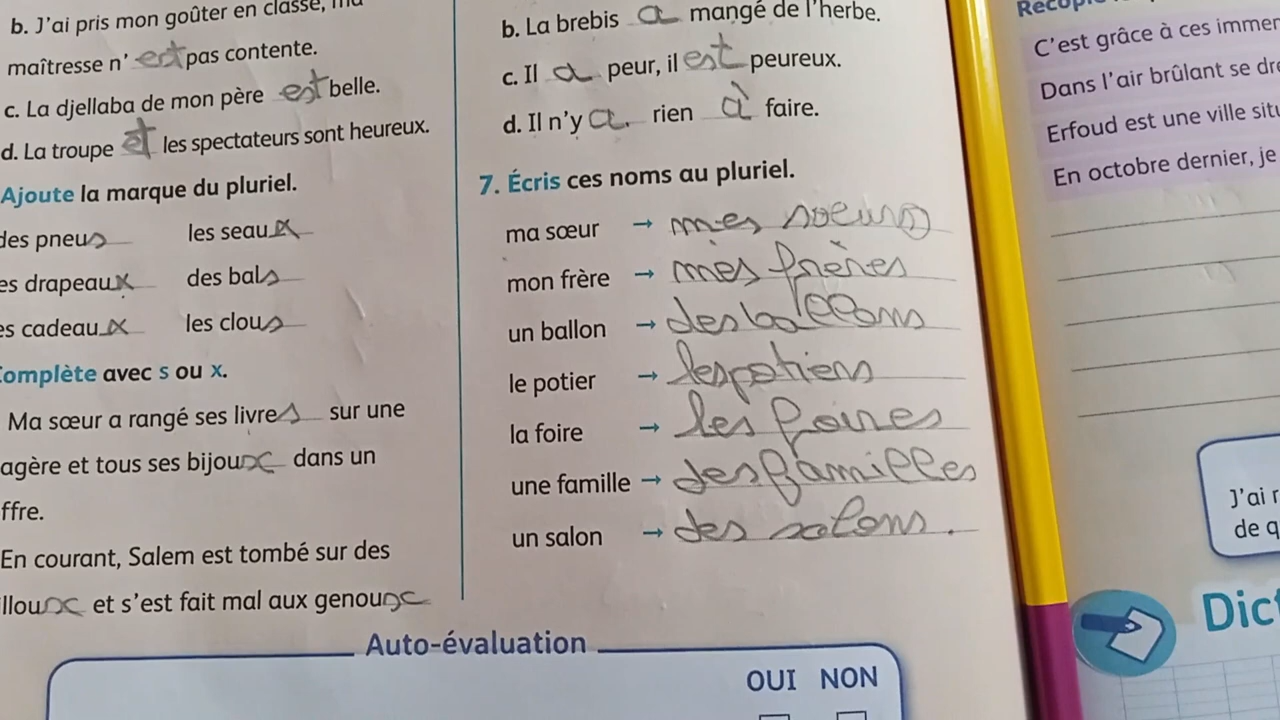 b. J'ai pris mon goûter en classe, ma
maîtresse n' est pas contente.
c. La djellaba de mon père est belle.
d. La troupe et les spectateurs sont heureux.
Ajoute la marque du pluriel.
des pneus les seaux
es drapeaux des bals
es cadeaux les clous
Complète avec s ou x.
Ma sœur a rangé ses livres sur une
agère et tous ses bijoux dans un
ffre.
En courant, Salem est tombé sur des
illoux et s'est fait mal aux genoux
b. La brebis a mangé de l'herbe.
c. Il a peur, il est peureux.
d. Il n'y a rien à faire.
7. Écris ces noms au pluriel.
ma sœur → mes soeurs
mon frère → mes frères
un ballon → des ballons
le potier → les potiers
la foire → les foires
une famille → des familles
un salon → des salons.
Auto-évaluation
OUI NON
Recopie
C'est grâce à ces immen
Dans l'air brûlant se dre
Erfoud est une ville situ
En octobre dernier, je
J'ai r
de q
Dict